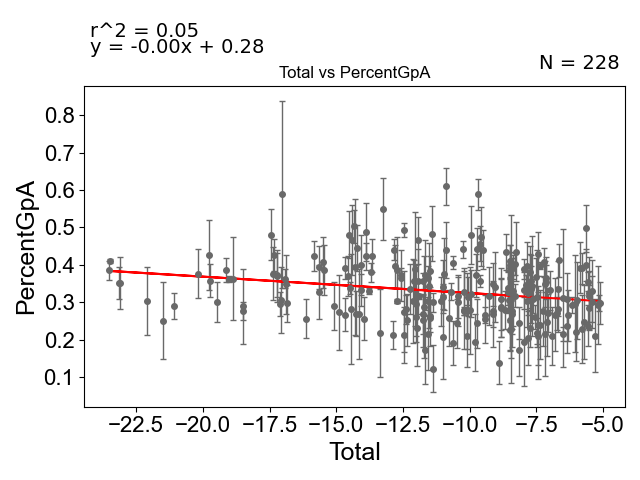 r^2 = 0.05
y = -0.00x + 0.28
N = 228
Total vs PercentGpA
PercentGpA
0.8
0.7
0.6
0.5
0.4
0.3
0.2
0.1
−22.5 −20.0 −17.5 −15.0 −12.5 −10.0 −7.5 −5.0
Total